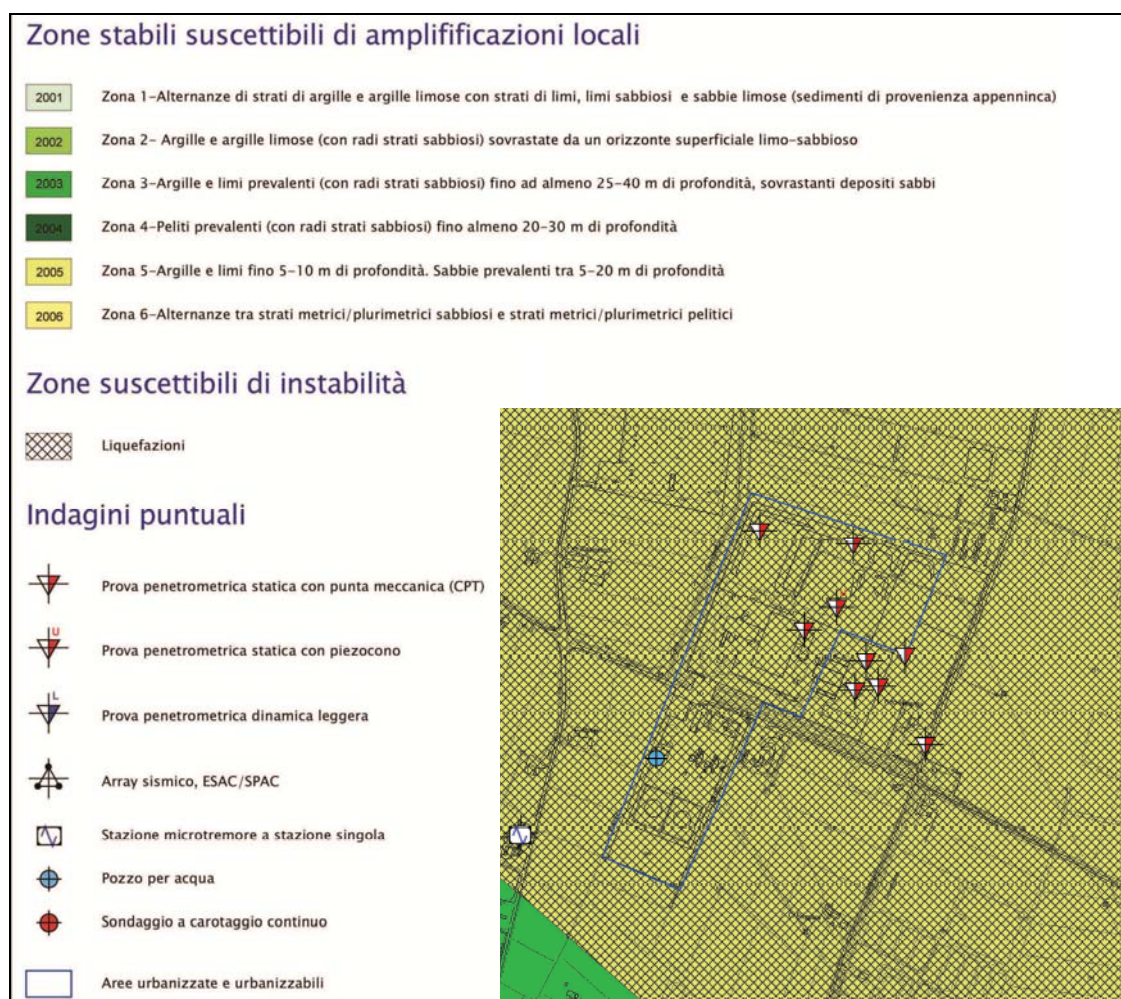 Zone stabili suscettibili di amplifificazioni locali
2001 Zona 1-Alternanze di strati di argille e argille limose con strati di limi, limi sabbiosi e sabbie limose (sedimenti di provenienza appenninca)
2002 Zona 2- Argille e argille limose (con radi strati sabbiosi) sovrastate da un orizzonte superficiale limo-sabbioso
2003 Zona 3-Argille e limi prevalenti (con radi strati sabbiosi) fino ad almeno 25-40 m di profondità, sovrastanti depositi sabbi
2004 Zona 4-Peliti prevalenti (con radi strati sabbiosi) fino almeno 20-30 m di profondità
2005 Zona 5-Argille e limi fino 5-10 m di profondità. Sabbie prevalenti tra 5-20 m di profondità
2006 Zona 6-Alternanze tra strati metrici/plurimetrici sabbiosi e strati metrici/plurimetrici pelitici
Zone suscettibili di instabilità
Liquefazioni
Indagini puntuali
Prova penetrometrica statica con punta meccanica (CPT)
U Prova penetrometrica statica con piezocono
L Prova penetrometrica dinamica leggera
Array sismico, ESAC/SPAC
Stazione microtremore a stazione singola
Pozzo per acqua
Sondaggio a carotaggio continuo
Aree urbanizzate e urbanizzabili